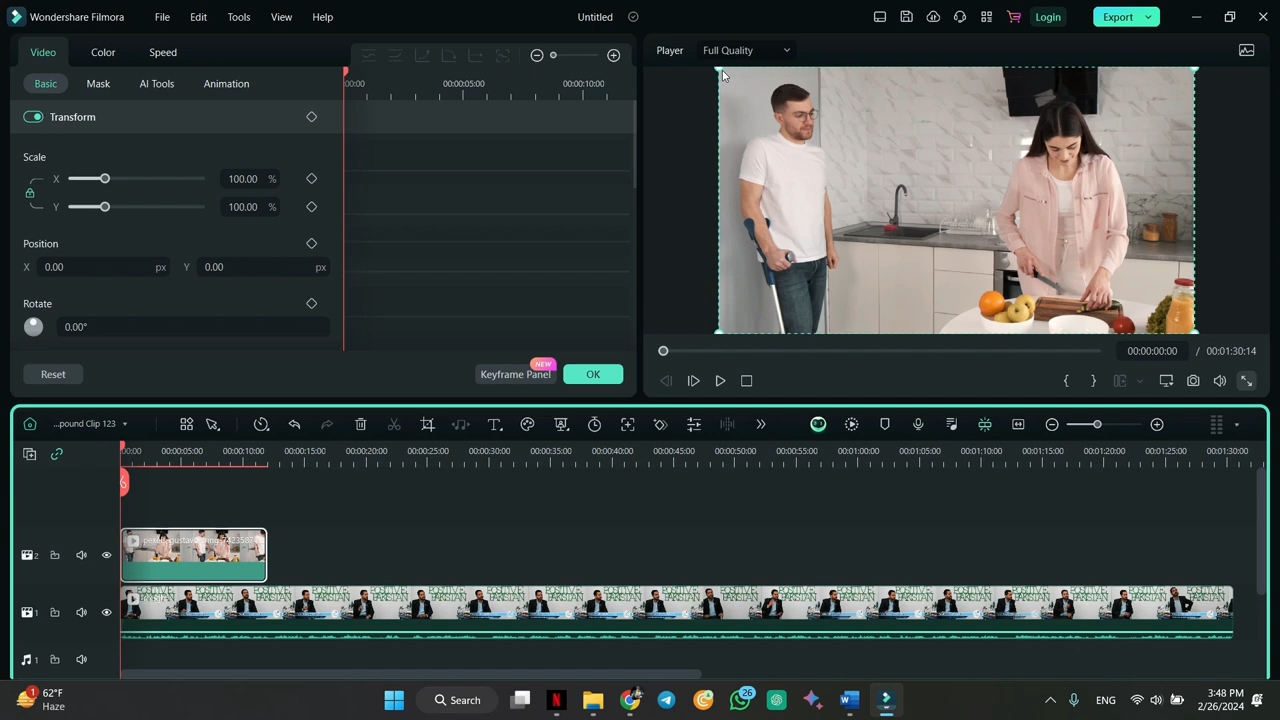 Wondershare Filmora File Edit Tools View Help Untitled Login Export
Video Color Speed
Player Full Quality
Basic Mask AI Tools Animation
:00:00 00:00:05:00 00:00:10:00
Transform
Scale
X 100.00 %
Y 100.00 %
Position
X 0.00 px Y 0.00 px
Rotate
0.00°
Reset Keyframe Panel NEW OK
00:00:00:00 / 00:01:30:14
...pound Clip 123
:00:00 00:00:05:00 00:00:10:00 00:00:15:00 00:00:20:00 00:00:25:00 00:00:30:00 00:00:35:00 00:00:40:00 00:00:45:00 00:00:50:00 00:00:55:00 00:01:00:00 00:01:05:00 00:01:10:00 00:01:15:00 00:01:20:00 00:01:25:00 00:01:30:00
2
1
POSITIVE PAKISTAN
1
1
62°F
Haze
Search
26
ENG
3:48 PM
2/26/2024